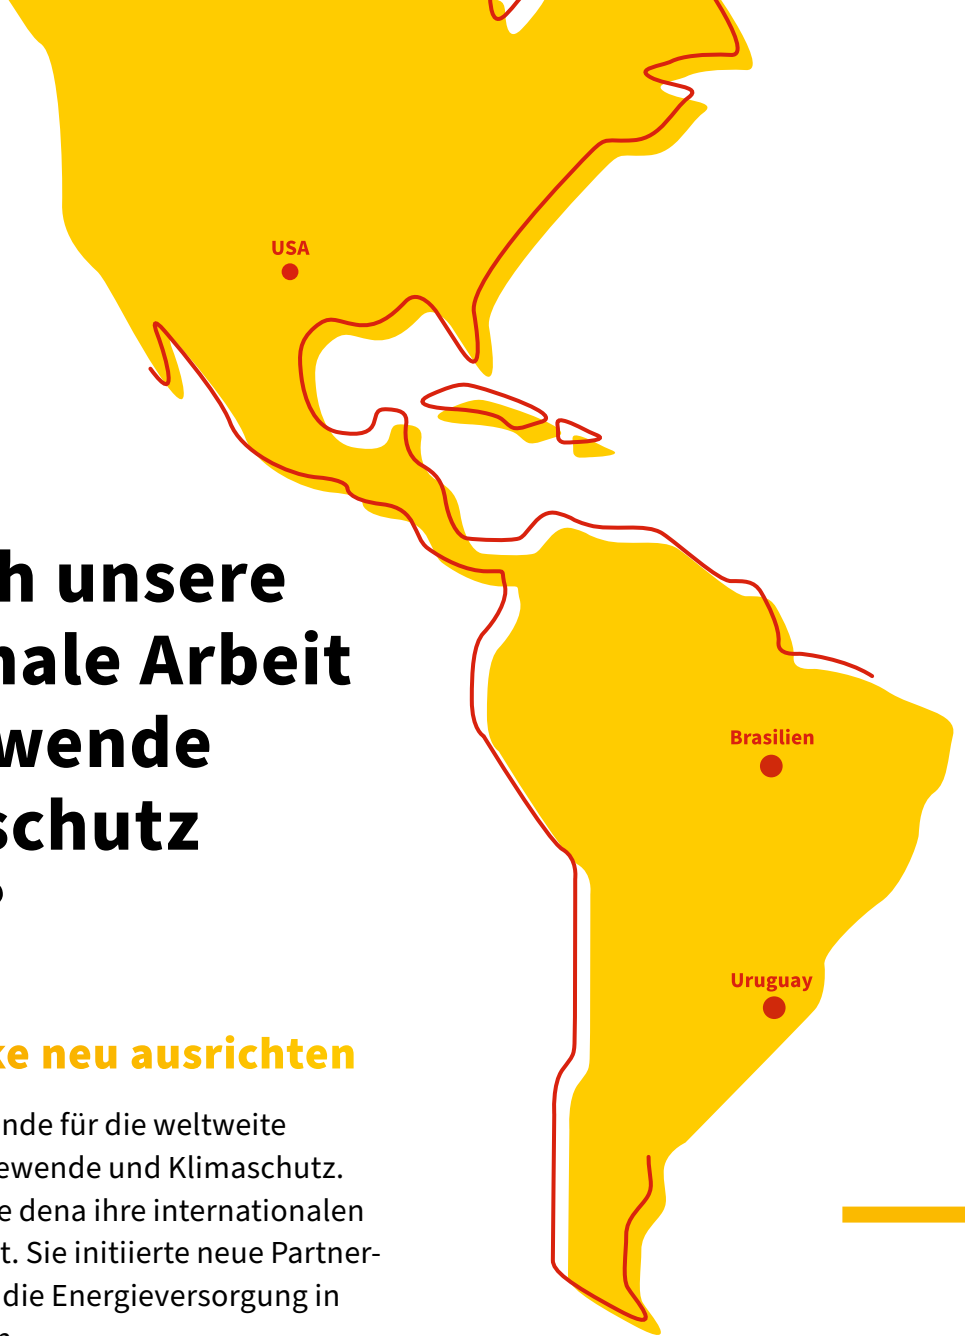 USA
h unsere
nale Arbeit
wende
schutz
Brasilien
Uruguay
ke neu ausrichten
nde für die weltweite
ewende und Klimaschutz.
e dena ihre internationalen
t. Sie initiierte neue Partner-
die Energieversorgung in